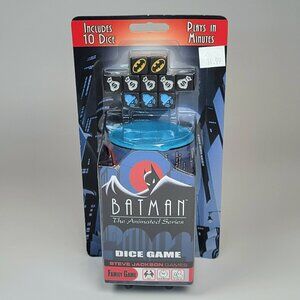 INCLUDES
10 DICE
PLAYS IN
MINUTES
BATMAN
The Animated Series
DICE GAME
STEVE JACKSON GAMES
FAMILY GAME